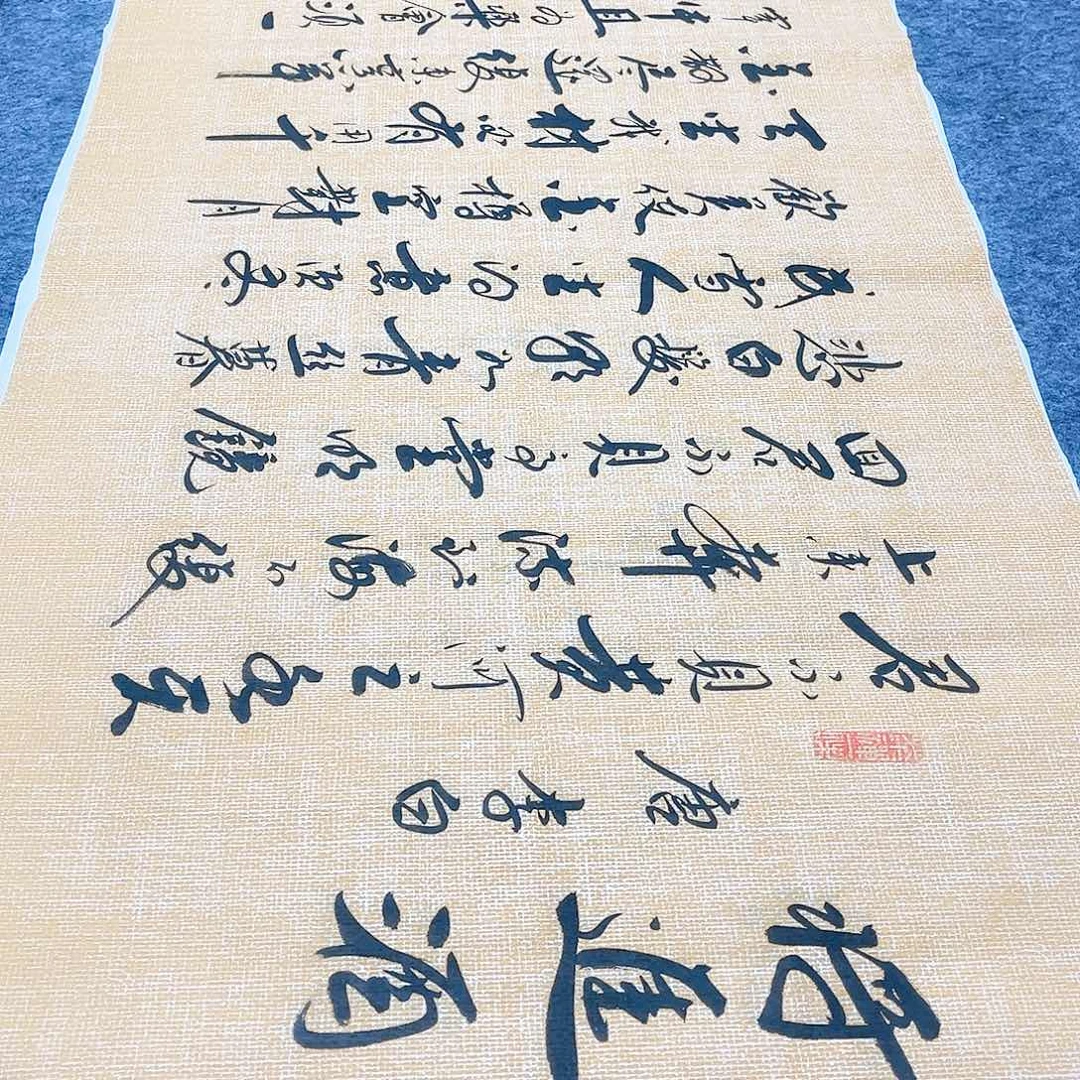 將進酒
唐李白
君不見黃河之水天
上来奔流到海不復
回君不見高堂明鏡
悲白髮朝如青絲暮
成雪人生得意須盡
歡莫使金樽空對月
天生我材必有用千
金散盡還復来烹羊
宰牛且為樂會須一